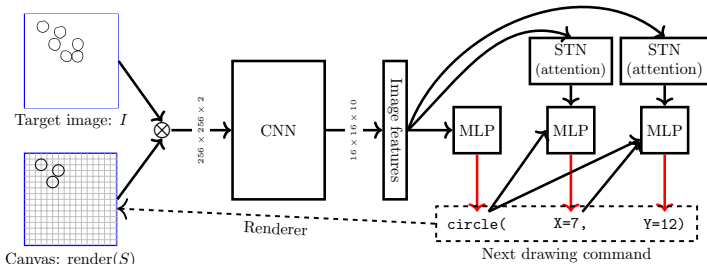 Target image: I
Canvas: render(S)
⊗
256 × 256 × 2
CNN
16 × 16 × 10
Image features
STN
(attention)
STN
(attention)
MLP
MLP
MLP
circle( X=7, Y=12)
Renderer
Next drawing command